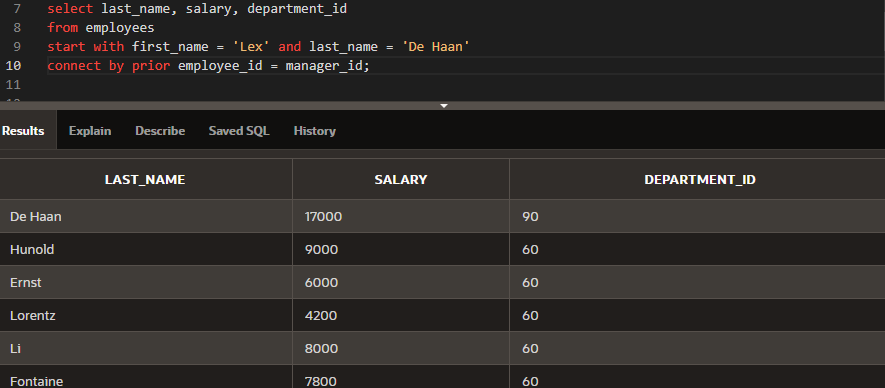 7 select last_name, salary, department_id
8 from employees
9 start with first_name = 'Lex' and last_name = 'De Haan'
10 connect by prior employee_id = manager_id;
11
Results Explain Describe Saved SQL History
LAST_NAME SALARY DEPARTMENT_ID
De Haan 17000 90
Hunold 9000 60
Ernst 6000 60
Lorentz 4200 60
Li 8000 60
Fontaine 7800 60